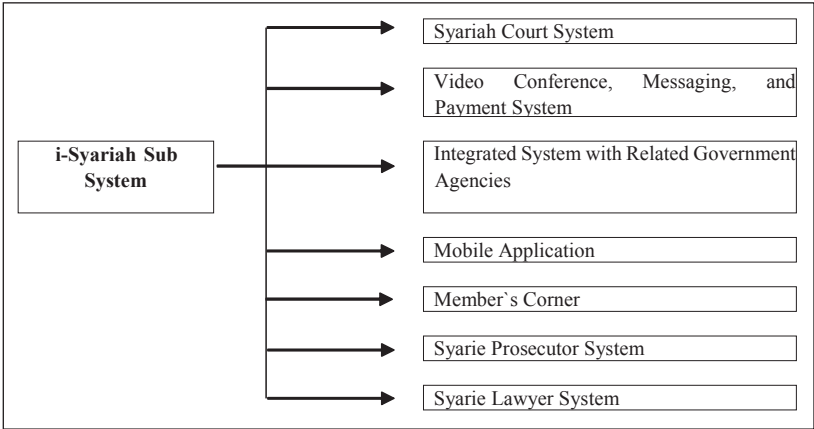 Syariah Court System
Video Conference, Messaging, and
Payment System
i-Syariah Sub
System
Integrated System with Related Government
Agencies
Mobile Application
Member`s Corner
Syarie Prosecutor System
Syarie Lawyer System